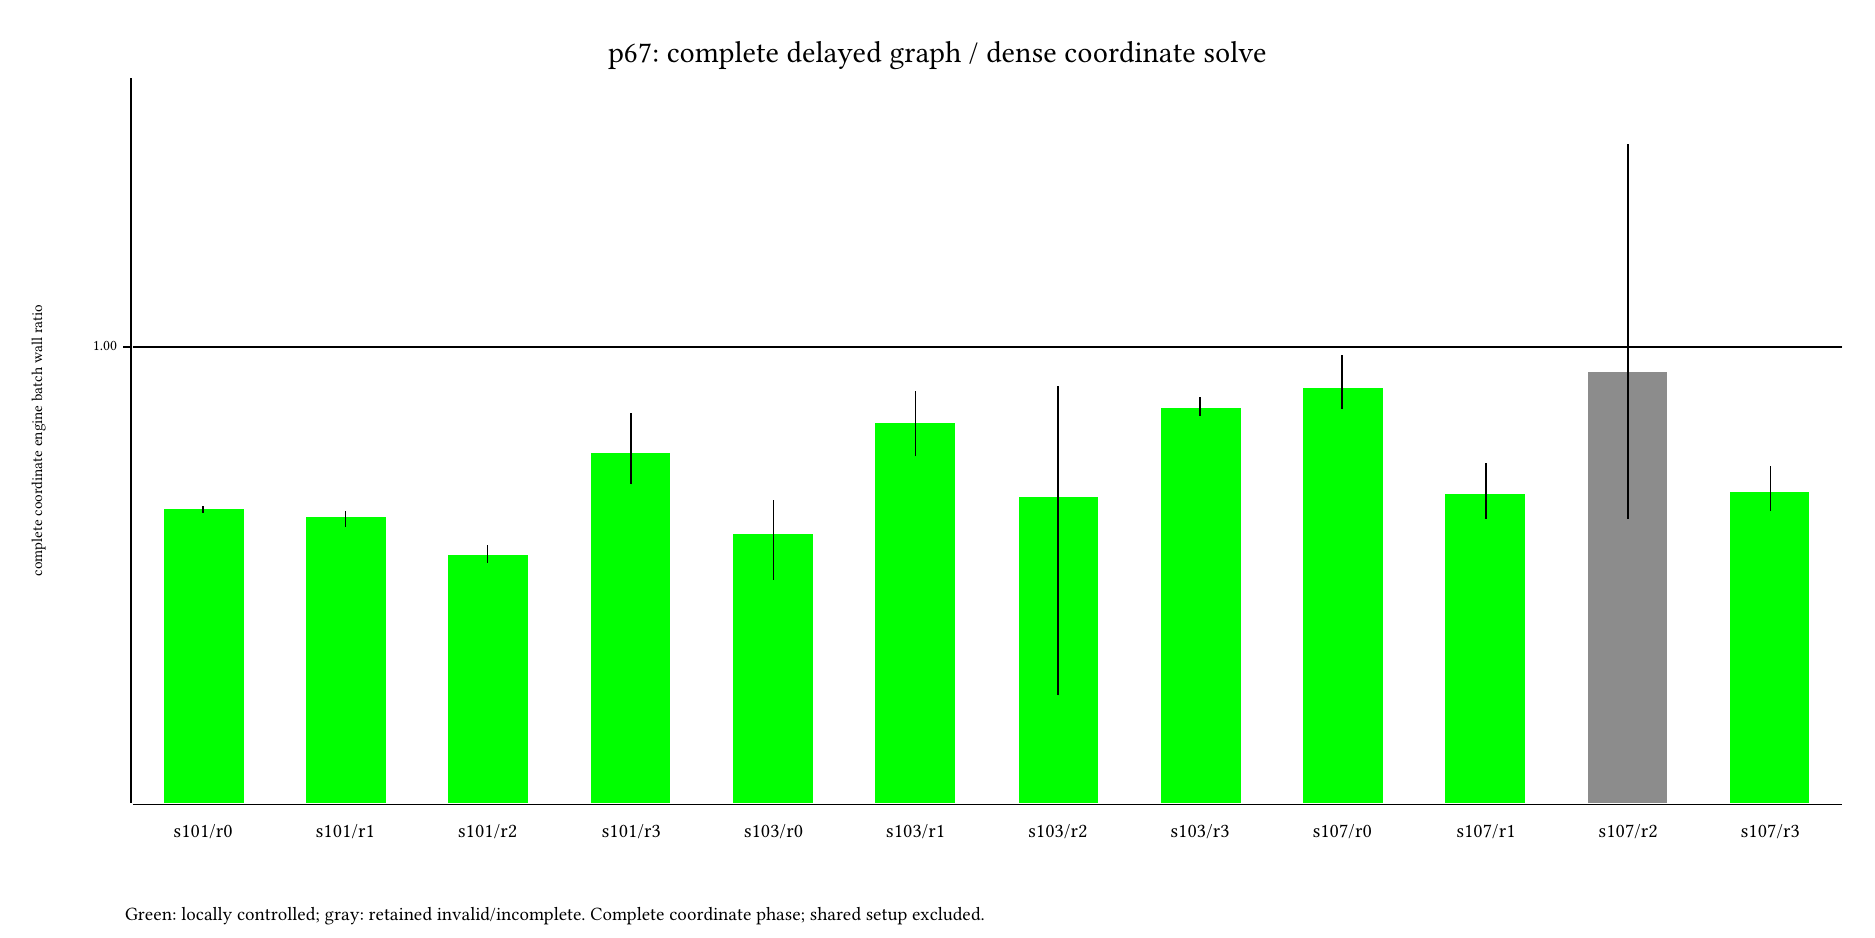 p67: complete delayed graph / dense coordinate solve
complete coordinate engine batch wall ratio
1.00
s101/r0 s101/r1 s101/r2 s101/r3 s103/r0 s103/r1 s103/r2 s103/r3 s107/r0 s107/r1 s107/r2 s107/r3
Green: locally controlled; gray: retained invalid/incomplete. Complete coordinate phase; shared setup excluded.